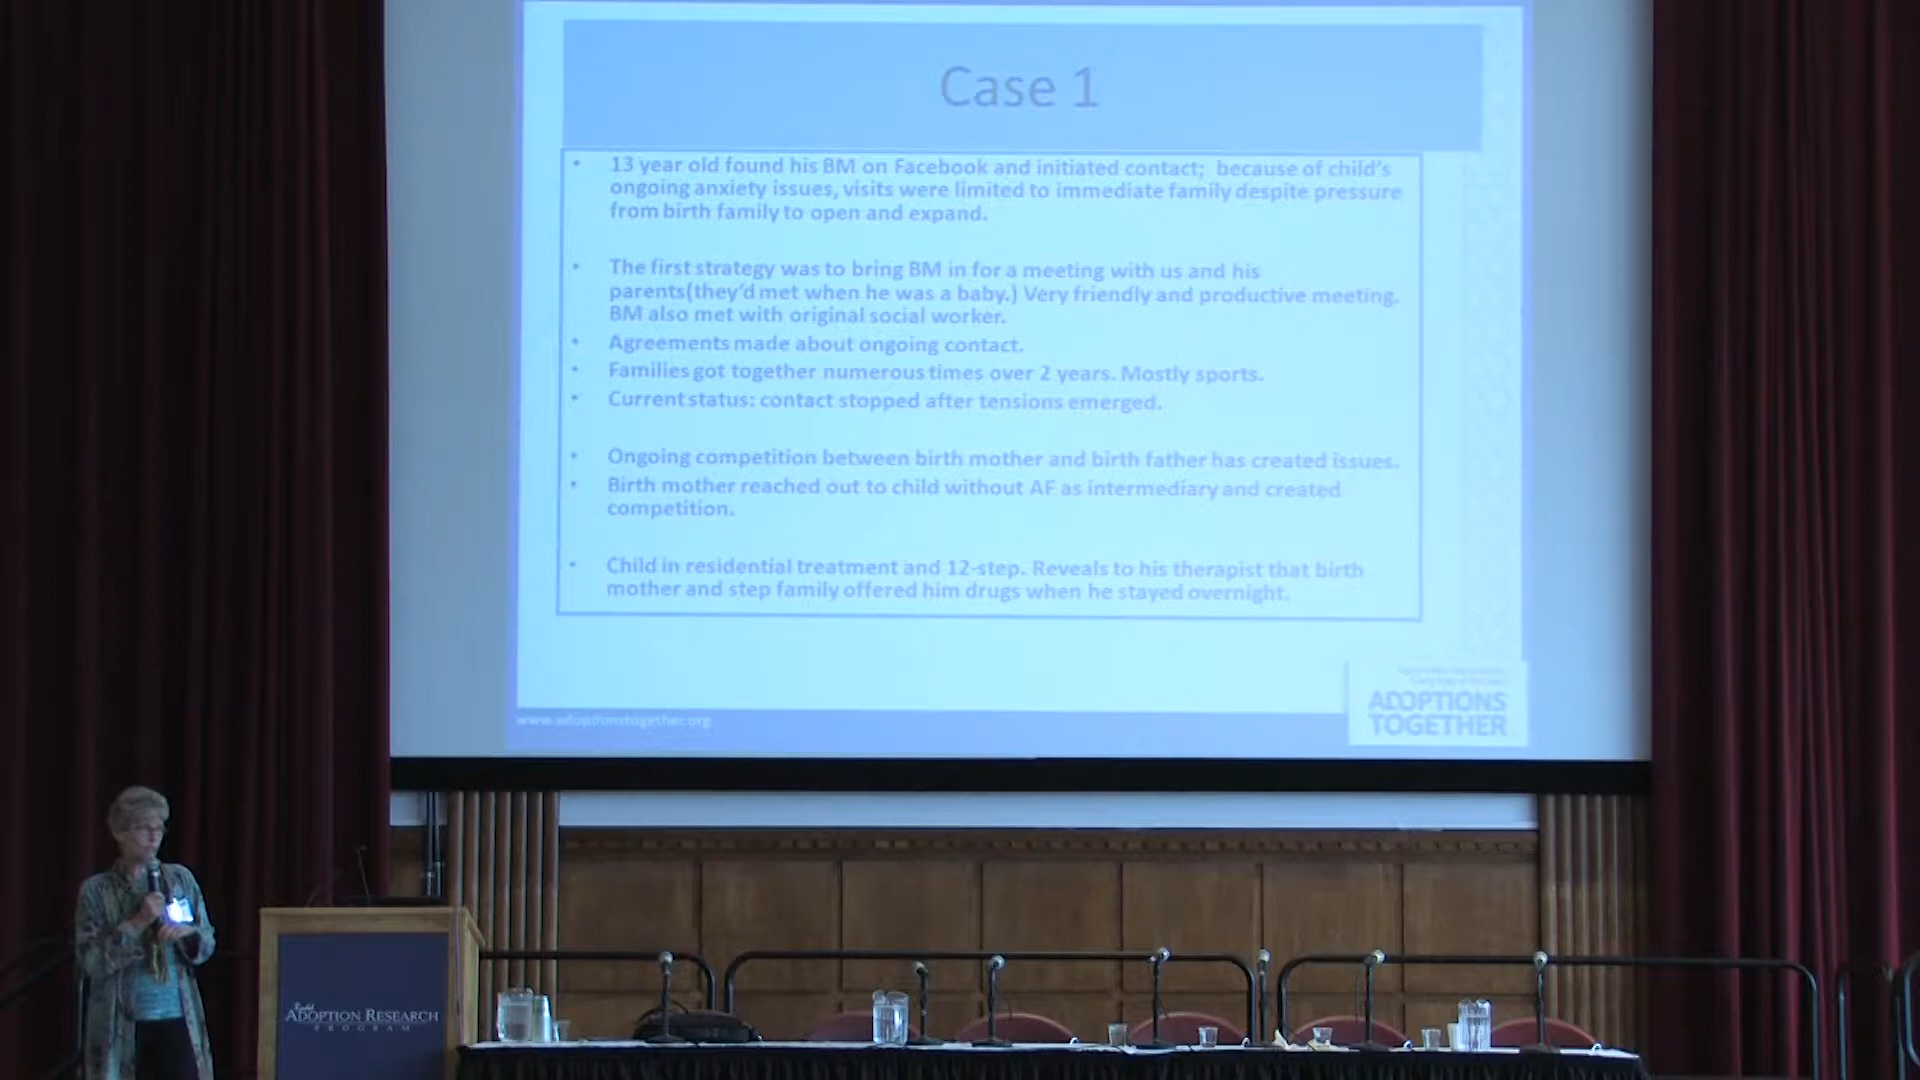 Case 1
• 13 year old found his BM on Facebook and initiated contact; because of child's
ongoing anxiety issues, visits were limited to immediate family despite pressure
from birth family to open and expand.
• The first strategy was to bring BM in for a meeting with us and his
parents(they'd met when he was a baby.) Very friendly and productive meeting.
BM also met with original social worker.
• Agreements made about ongoing contact.
• Families got together numerous times over 2 years. Mostly sports.
• Current status: contact stopped after tensions emerged.
• Ongoing competition between birth mother and birth father has created issues.
• Birth mother reached out to child without AF as intermediary and created
competition.
• Child in residential treatment and 12-step. Reveals to his therapist that birth
mother and step family offered him drugs when he stayed overnight.
www.adoptionstogether.org
ADOPTIONS
TOGETHER
ADOPTION RESEARCH
PROGRAM